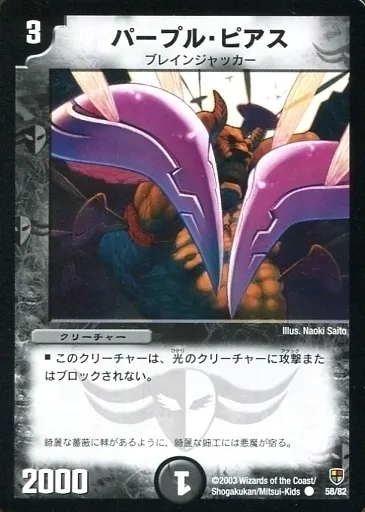 3
パープル・ピアス
ブレインジャッカー
Illus. Naoki Saito
クリーチャー
■ このクリーチャーは、光のクリーチャーに攻撃また
はブロックされない。
綺麗な薔薇に棘があるように、綺麗な細工には悪魔が宿る。
2000
1
©2003 Wizards of the Coast/
Shogakukan/Mitsui-Kids
58/82